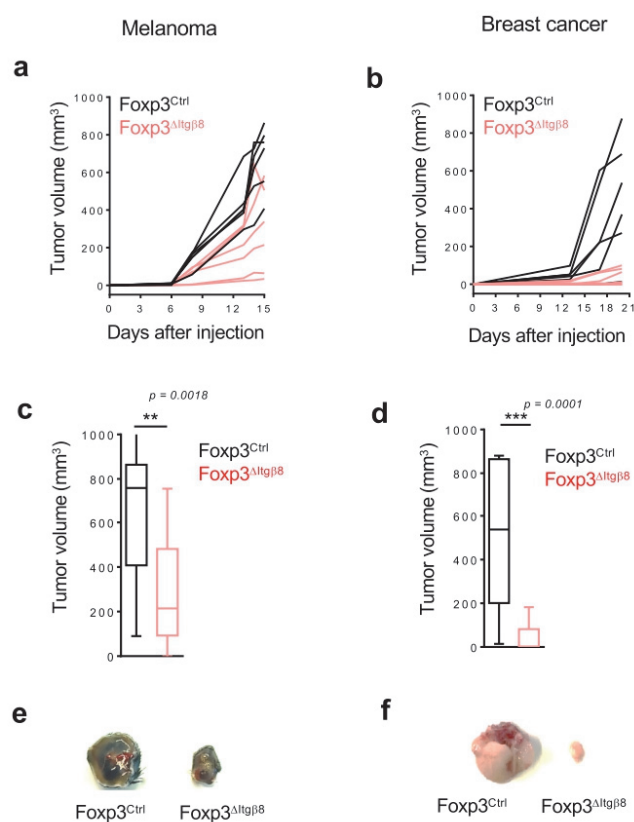 Melanoma
Breast cancer
a
Tumor volume (mm³)
1000
800
600
400
200
0
Foxp3^Ctrl
Foxp3^ΔItgβ8
0 3 6 9 12 15
Days after injection
b
Tumor volume (mm³)
1000
800
600
400
200
0
Foxp3^Ctrl
Foxp3^ΔItgβ8
0 3 6 9 12 15 18 21
Days after injection
c
p = 0.0018
**
Tumor volume (mm³)
1000
800
600
400
200
0
Foxp3^Ctrl
Foxp3^ΔItgβ8
d
p = 0.0001
***
Tumor volume (mm³)
1000
800
600
400
200
0
Foxp3^Ctrl
Foxp3^ΔItgβ8
e
Foxp3^Ctrl
Foxp3^ΔItgβ8
f
Foxp3^Ctrl
Foxp3^ΔItgβ8